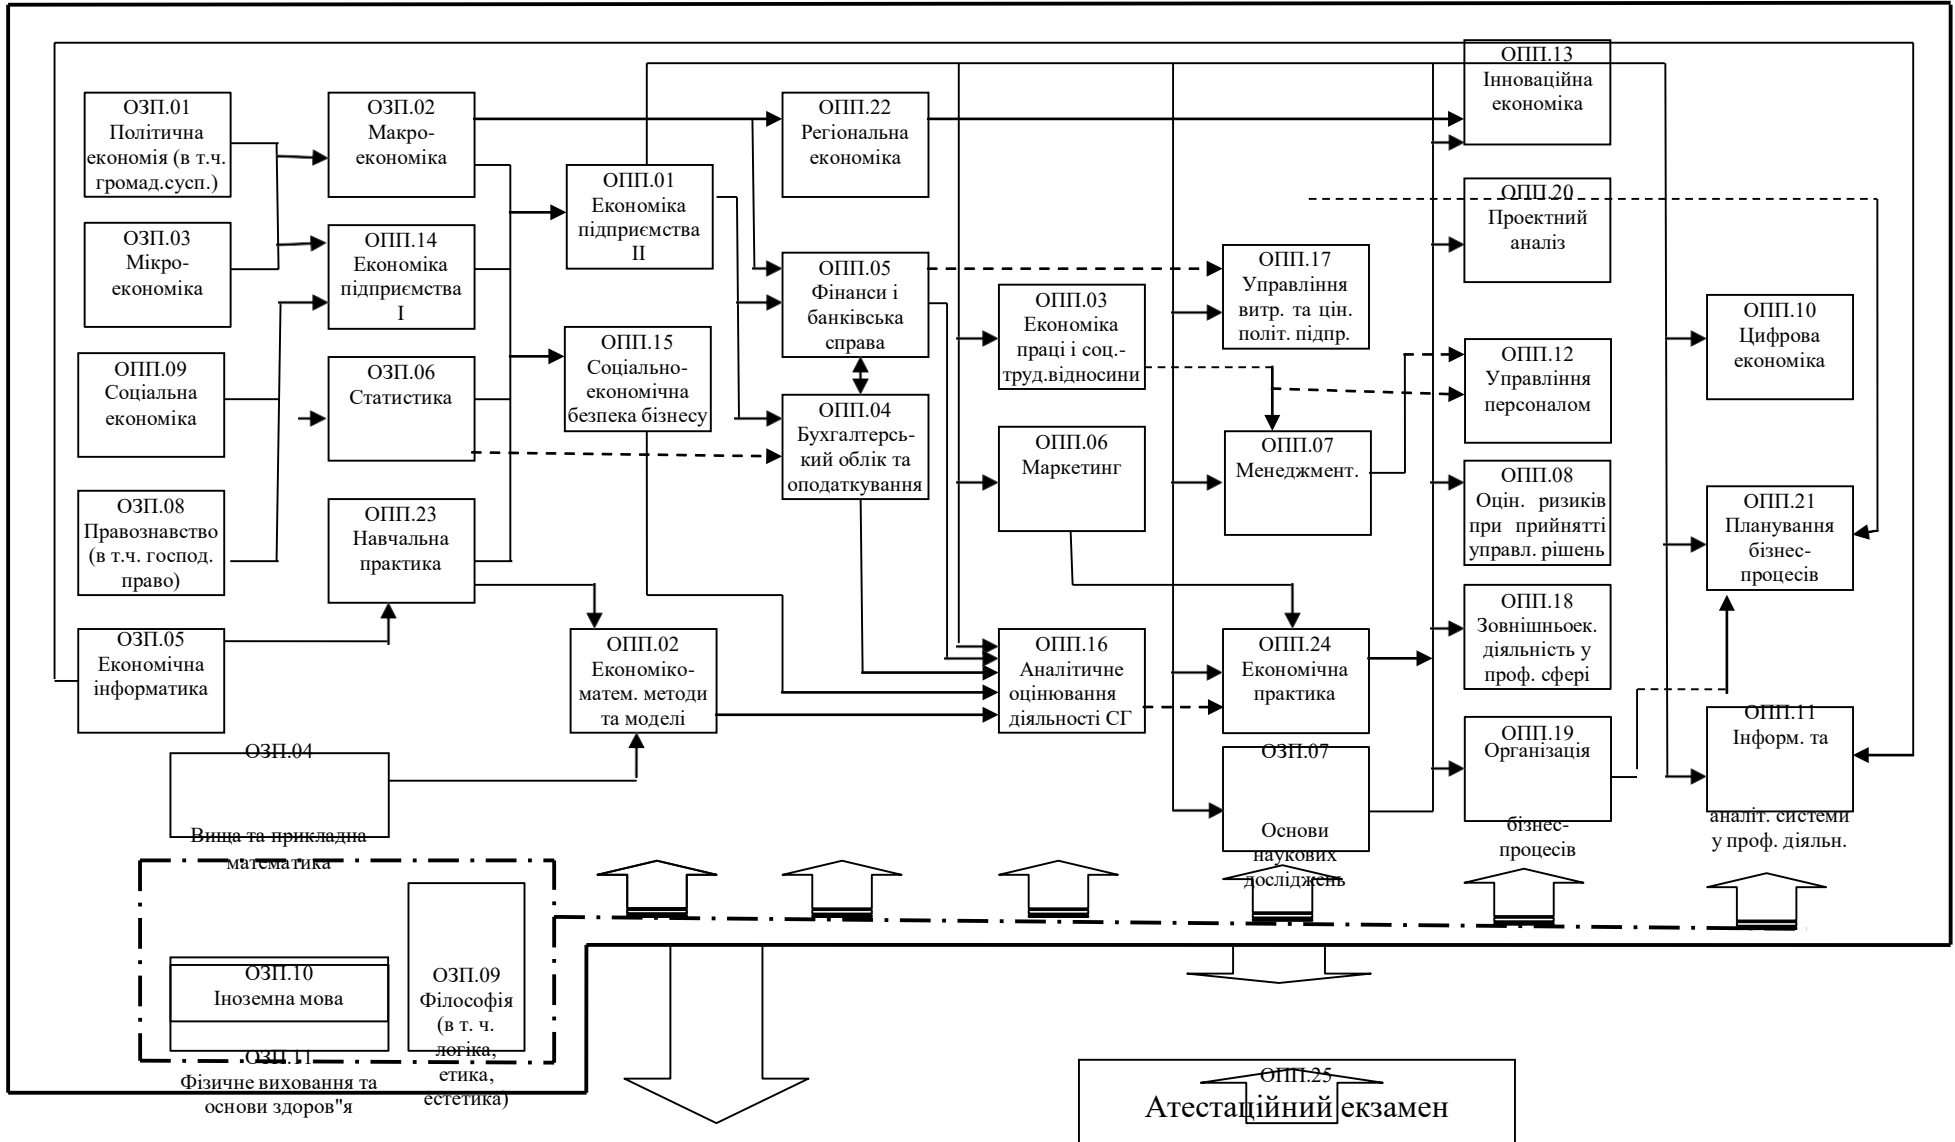 ОЗП.01
Політична
економія (в т.ч.
громад.сусп.)
ОЗП.03
Мікро-
економіка
ОПП.09
Соціальна
економіка
ОЗП.08
Правознавство
(в т.ч. господ.
право)
ОЗП.05
Економічна
інформатика
ОЗП.04
Вища та прикладна
математика
ОЗП.10
Іноземна мова
ОЗП.11
Фізичне виховання та
основи здоров"я
ОЗП.09
Філософія
(в т. ч.
логіка,
етика,
естетика)
ОЗП.02
Макро-
економіка
ОПП.14
Економіка
підприємства
І
ОЗП.06
Статистика
ОПП.23
Навчальна
практика
ОПП.01
Економіка
підприємства
ІІ
ОПП.15
Соціально-
економічна
безпека бізнесу
ОПП.02
Економіко-
матем. методи
та моделі
ОПП.22
Регіональна
економіка
ОПП.05
Фінанси і
банківська
справа
ОПП.04
Бухгалтерсь-
кий облік та
оподаткування
ОПП.03
Економіка
праці і соц.-
труд.відносини
ОПП.06
Маркетинг
ОПП.16
Аналітичне
оцінювання
діяльності СГ
ОПП.17
Управління
витр. та цін.
політ. підпр.
ОПП.07
Менеджмент.
ОПП.24
Економічна
практика
ОЗП.07
Основи
наукових
досліджень
ОПП.13
Інноваційна
економіка
ОПП.20
Проектний
аналіз
ОПП.12
Управління
персоналом
ОПП.08
Оцін. ризиків
при прийнятті
управл. рішень
ОПП.18
Зовнішньоек.
діяльність у
проф. сфері
ОПП.19
Організація
бізнес-
процесів
ОПП.10
Цифрова
економіка
ОПП.21
Планування
бізнес-
процесів
ОПП.11
Інформ. та
аналіт. системи
у проф. діяльн.
ОПП.25
Атестаційний екзамен